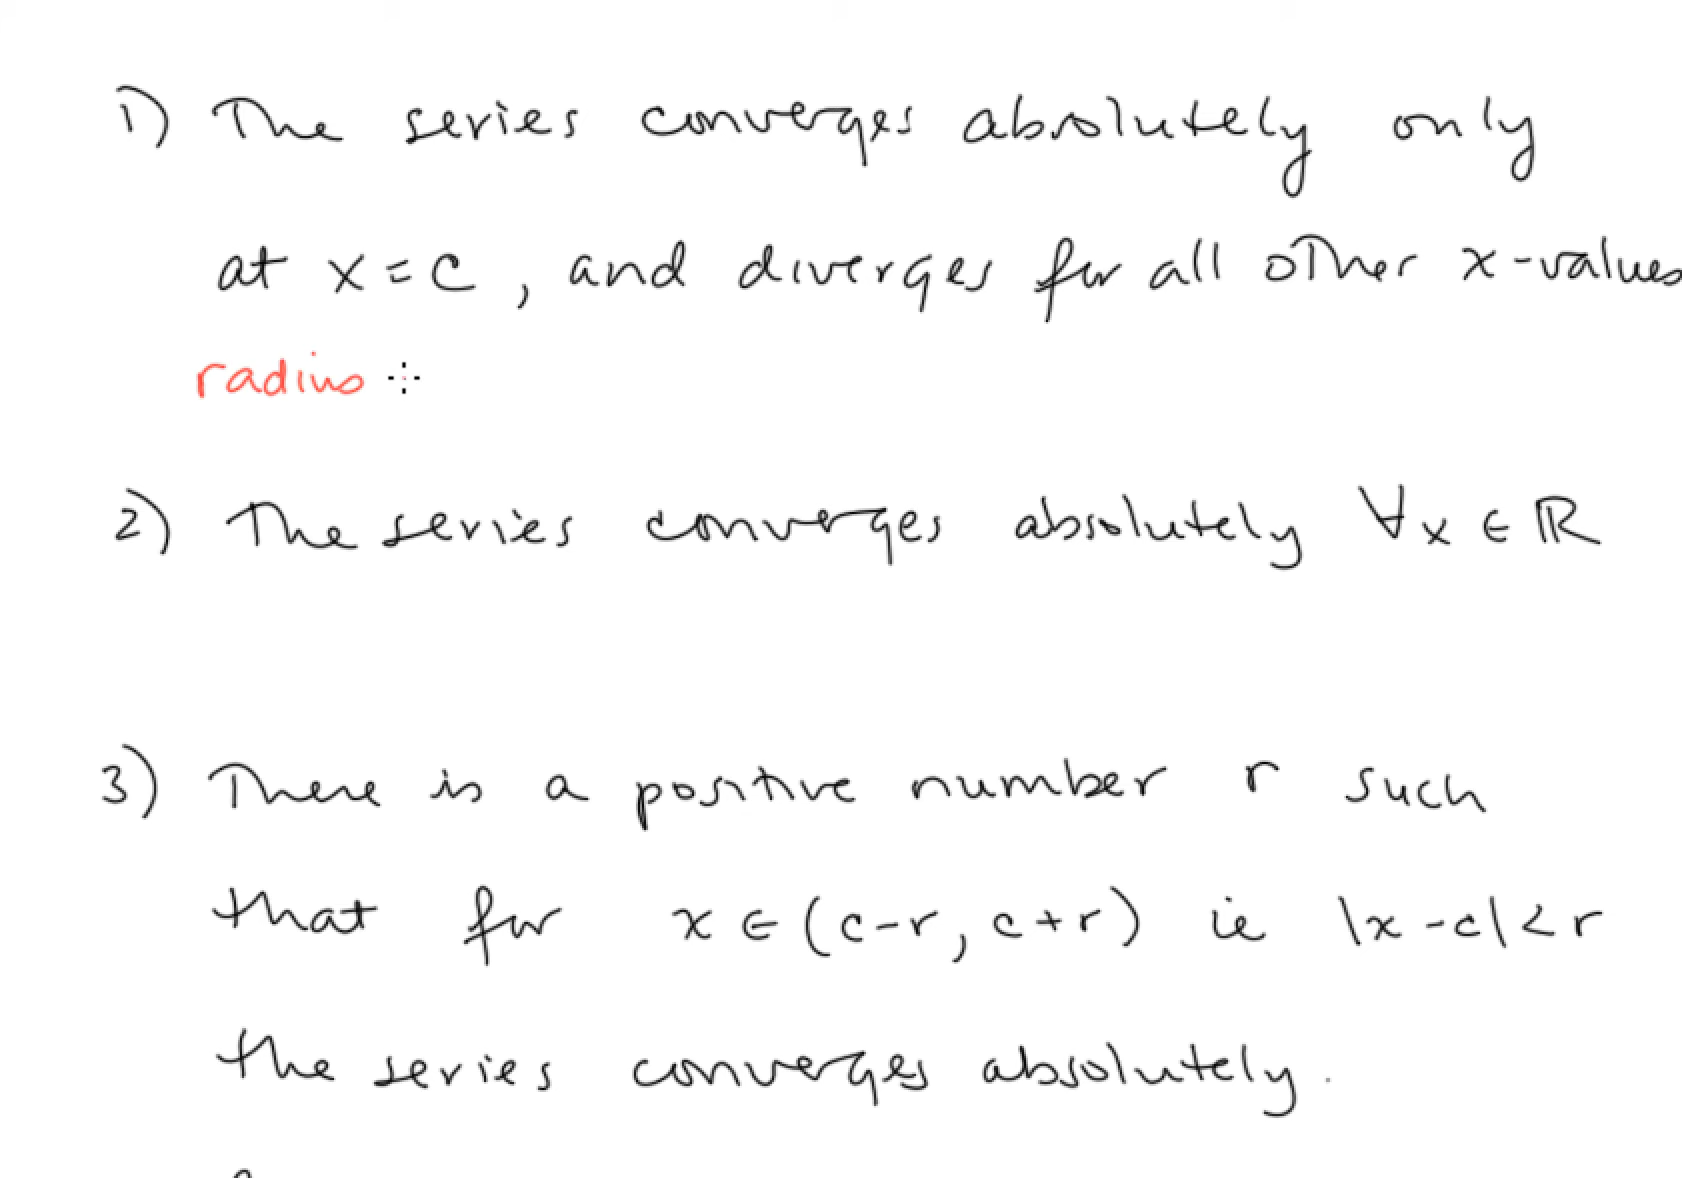 1) The series converges absolutely only
at x = c, and diverges for all other x-values
radius
2) The series converges absolutely ∀x ∈ ℝ
3) There is a positive number r such
that for x ∈ (c-r, c+r) ie |x-c|<r
the series converges absolutely.